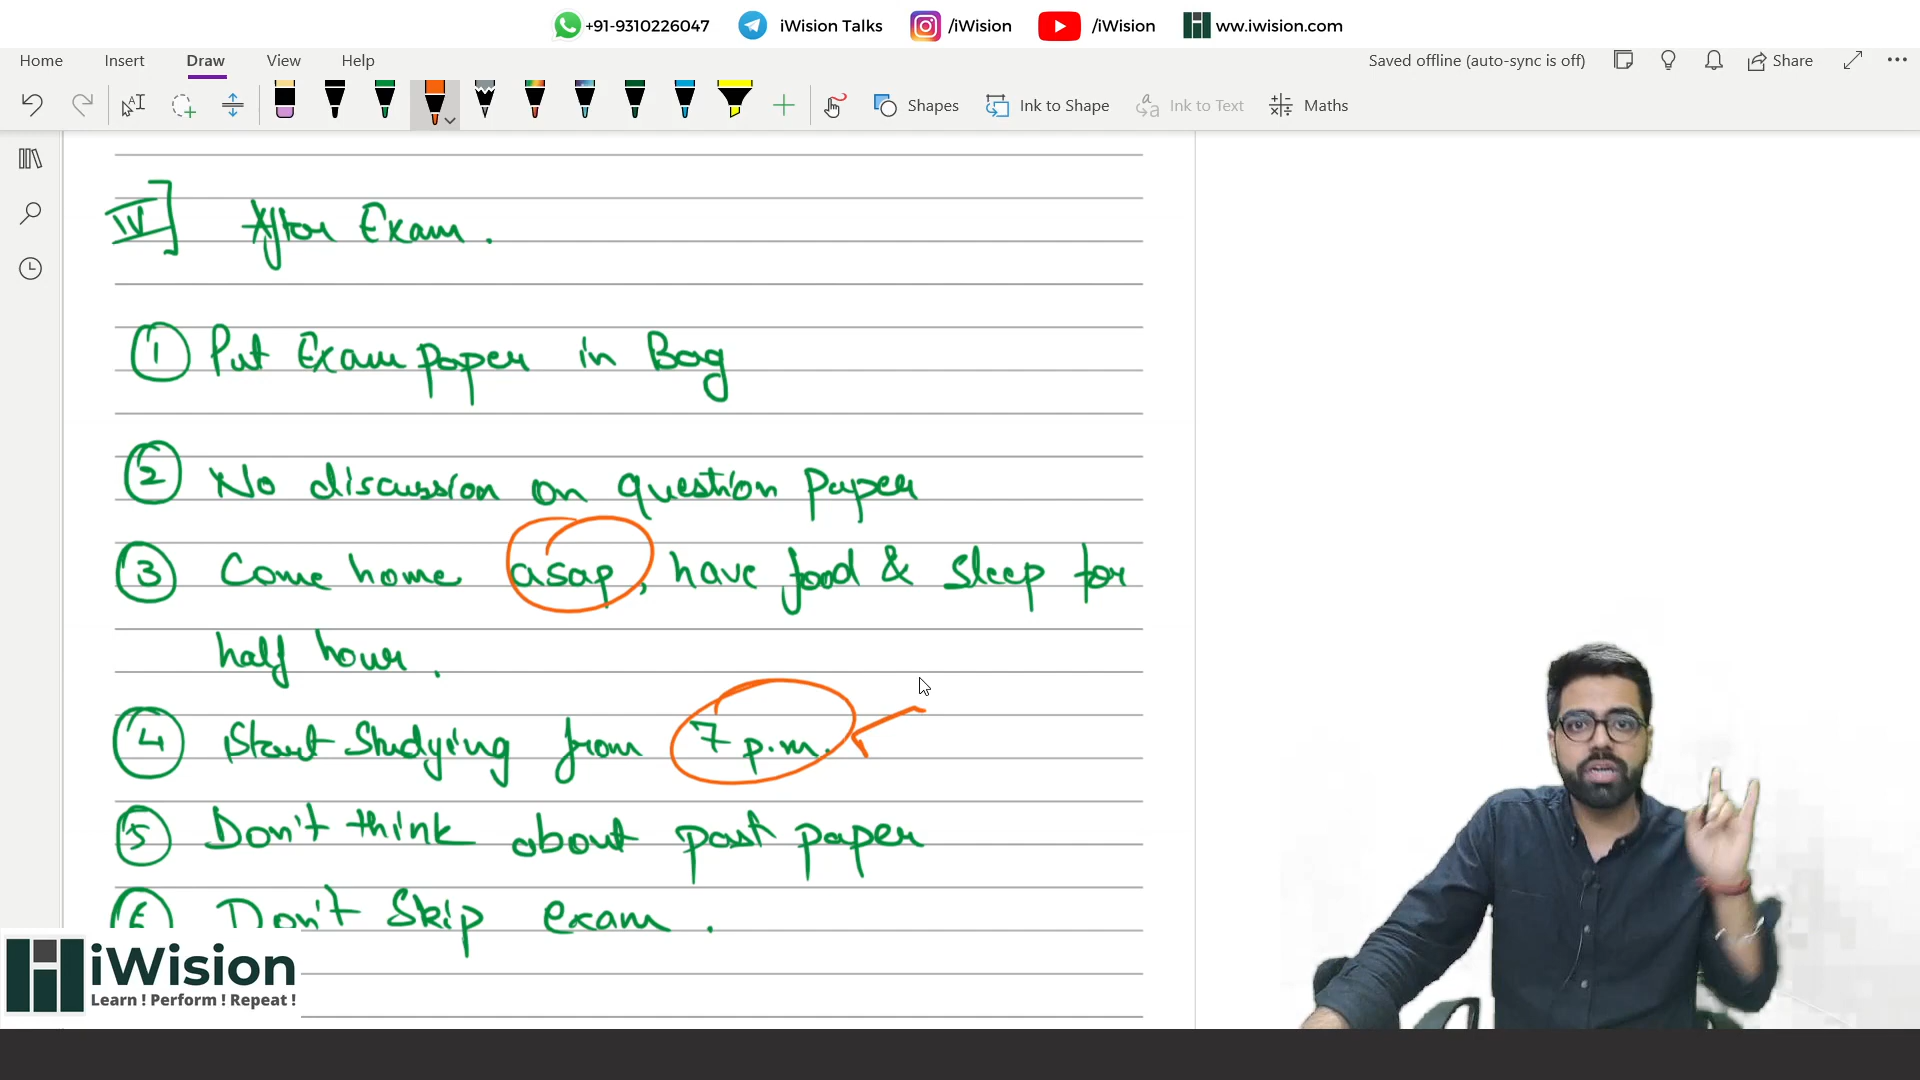 +91-9310226047 iWision Talks /iWision /iWision ww.iwision.com
Home Insert Draw View Help Saved offline (auto-sync is off) Share
Shapes Ink to Shape Ink to Text Maths
IV] After Exam.
1 Put Exam paper in Bag
2 No discussion on question Paper
3 Come home asap, have food & sleep for
half hour.
4 Start Studying from 7 p.m.
5 Don't think about past paper
6 Don't Skip exam.
iWision
Learn ! Perform ! Repeat !